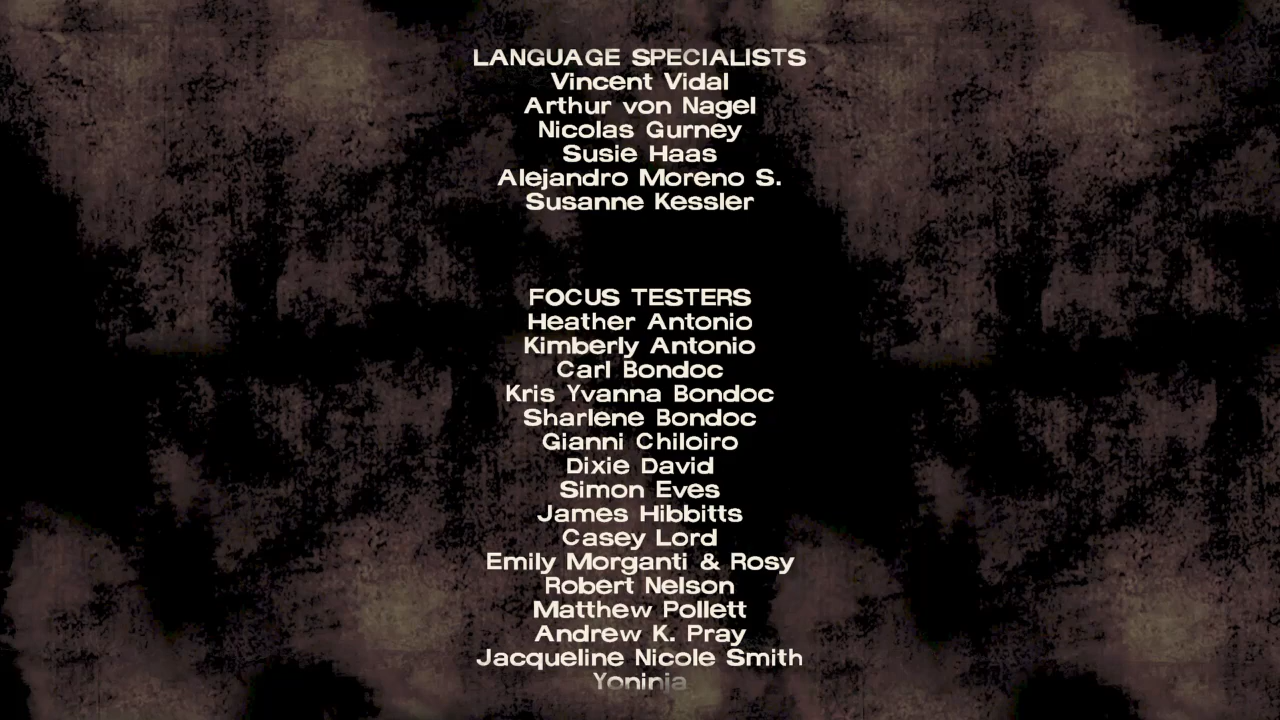 LANGUAGE SPECIALISTS
Vincent Vidal
Arthur von Nagel
Nicolas Gurney
Susie Haas
Alejandro Moreno S.
Susanne Kessler
FOCUS TESTERS
Heather Antonio
Kimberly Antonio
Carl Bondoc
Kris Yvanna Bondoc
Sharlene Bondoc
Gianni Chiloiro
Dixie David
Simon Eves
James Hibbitts
Casey Lord
Emily Morganti & Rosy
Robert Nelson
Matthew Pollett
Andrew K. Pray
Jacqueline Nicole Smith
Yoninja